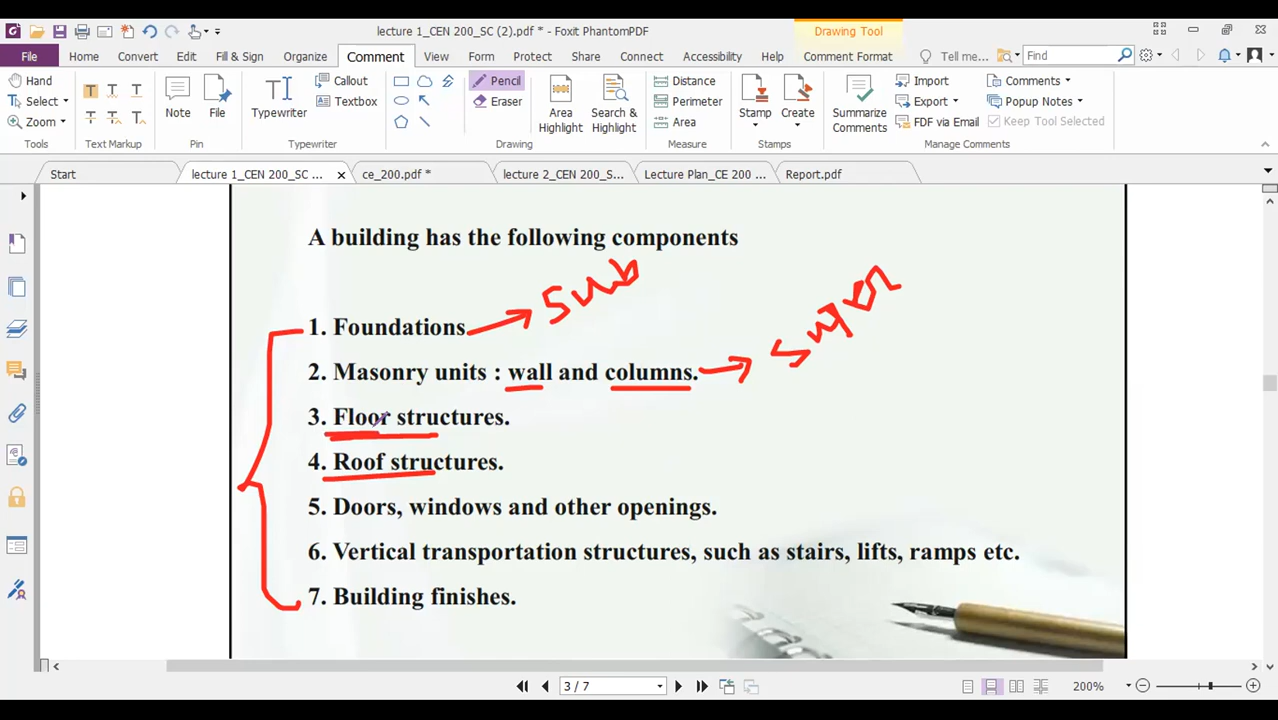 lecture 1_CEN 200_SC (2).pdf * - Foxit PhantomPDF
Drawing Tool
File Home Convert Edit Fill & Sign Organize Comment View Form Protect Share Connect Accessibility Help Comment Format Tell me... Find
Hand
Select
Zoom
Tools
Text Markup
Note
File
Pin
Typewriter
Callout
Textbox
Typewriter
Pencil
Eraser
Area Highlight
Search & Highlight
Drawing
Distance
Perimeter
Area
Measure
Stamp
Create
Stamps
Summarize Comments
Import
Export
FDF via Email
Comments
Popup Notes
Keep Tool Selected
Manage Comments
Start lecture 1_CEN 200_SC ... ce_200.pdf * lecture 2_CEN 200_S... Lecture Plan_CE 200 ... Report.pdf
A building has the following components
Sub
1. Foundations
super
2. Masonry units : wall and columns.
3. Floor structures.
4. Roof structures.
5. Doors, windows and other openings.
6. Vertical transportation structures, such as stairs, lifts, ramps etc.
7. Building finishes.
3 / 7 200%